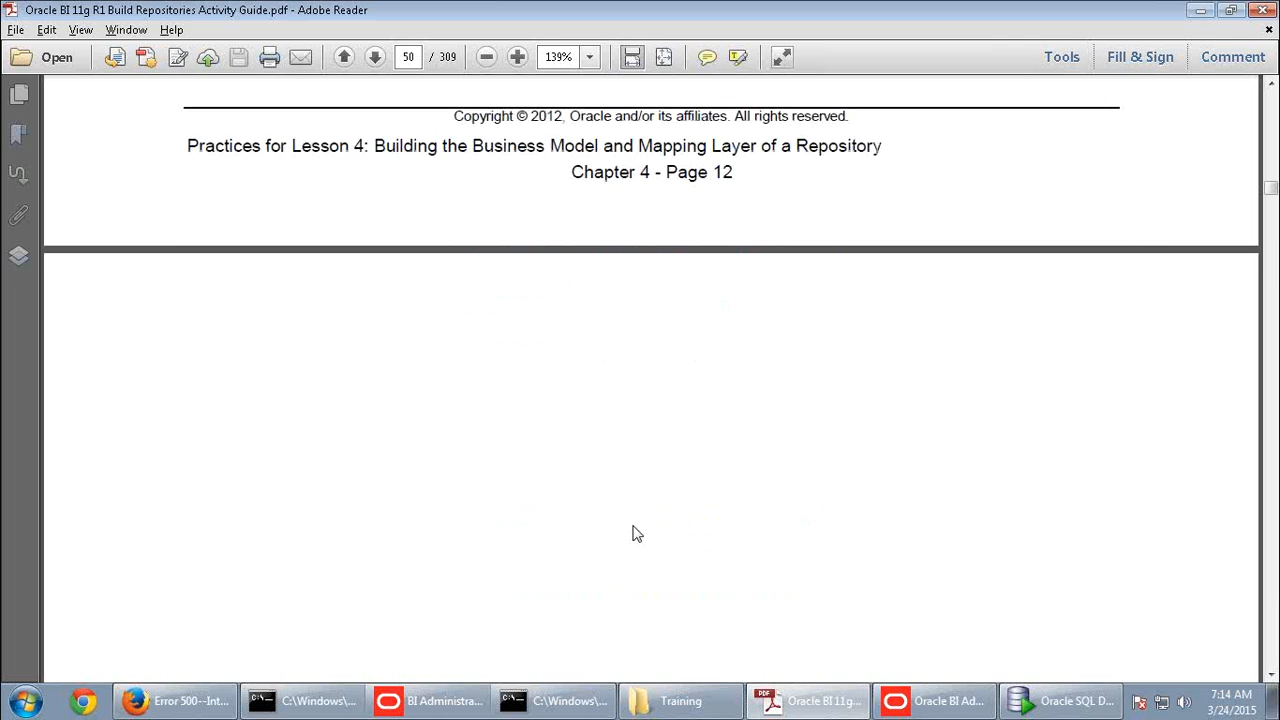 Oracle BI 11g R1 Build Repositories Activity Guide.pdf - Adobe Reader
File Edit View Window Help
Open 50 / 309 139% Tools Fill & Sign Comment
Copyright © 2012, Oracle and/or its affiliates. All rights reserved.
Practices for Lesson 4: Building the Business Model and Mapping Layer of a Repository
Chapter 4 - Page 12
Error 500--Int... C:\Windows\... BI Administra... C:\Windows\... Training PDF Oracle BI 11g... Oracle BI Ad... Oracle SQL D... 7:14 AM
3/24/2015